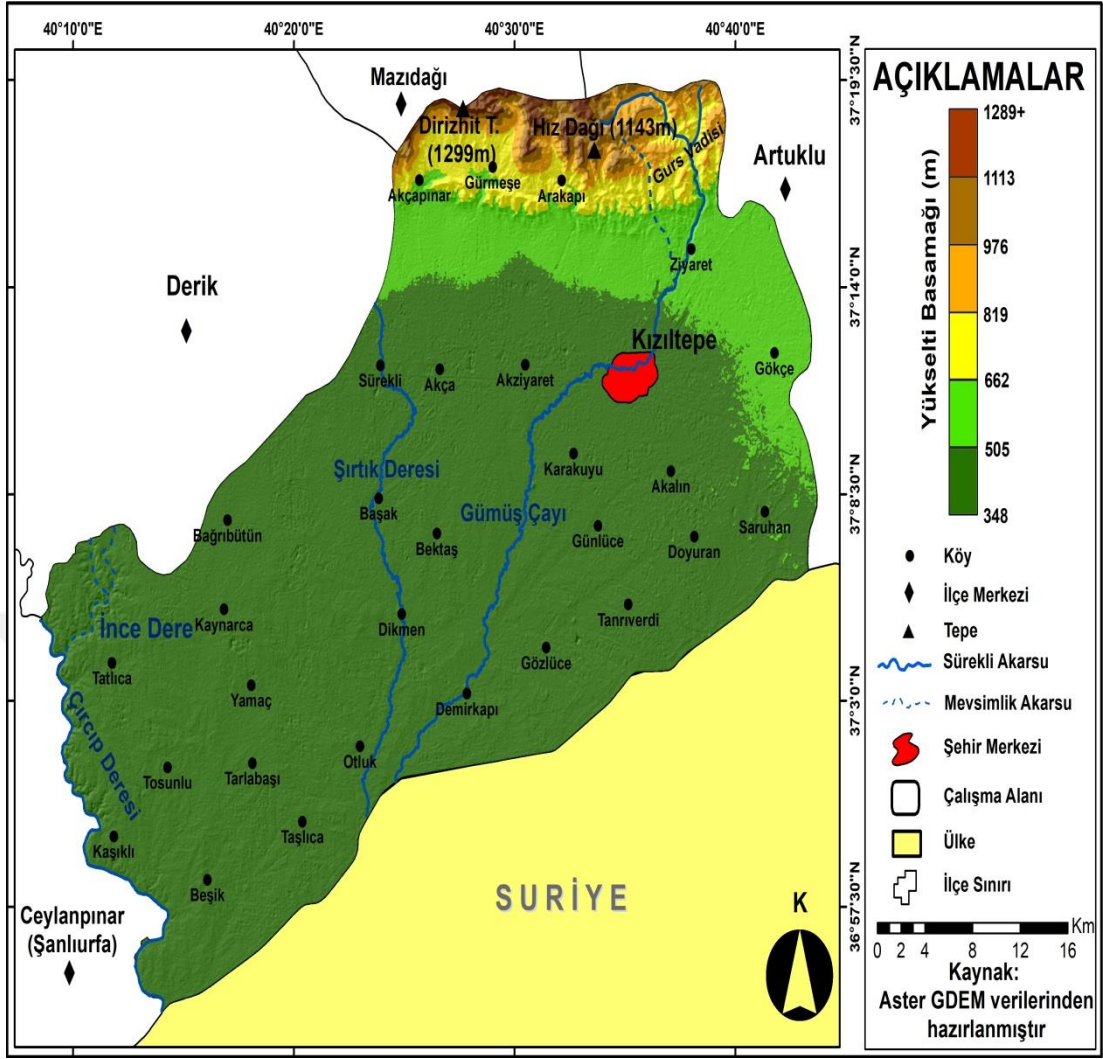 40°10'0"E
40°20'0"E
40°30'0"E
40°40'0"E
37°19'30"N
37°14'0"N
37°8'30"N
37°3'0"N
36°57'30"N
Mazıdağı
Dirizhit T.
(1299m)
Hız Dağı (1143m)
Gurs Vadisi
Artuklu
Akçapınar
Gürmeşe
Arakapı
Ziyaret
Derik
Kızıltepe
Sürekli
Akça
Akziyaret
Gökçe
Şırtık Deresi
Karakuyu
Akalın
Başak
Gümüş Çayı
Bağrıbütün
Bektaş
Günlüce
Doyuran
Saruhan
İnce Dere
Kaynarca
Dikmen
Tanrıverdi
Tatlıca
Gözlüce
Yamaç
Demirkapı
Çırcıp Deresi
Otluk
Tosunlu
Tarlabaşı
Kaşıklı
Taşlıca
Beşik
SURİYE
Ceylanpınar
(Şanlıurfa)
K
AÇIKLAMALAR
Yükselti Basamağı (m)
1289+
1113
976
819
662
505
348
Köy
İlçe Merkezi
Tepe
Sürekli Akarsu
Mevsimlik Akarsu
Şehir Merkezi
Çalışma Alanı
Ülke
İlçe Sınırı
Km
0 2 4 8 12 16
Kaynak:
Aster GDEM verilerinden
hazırlanmıştır